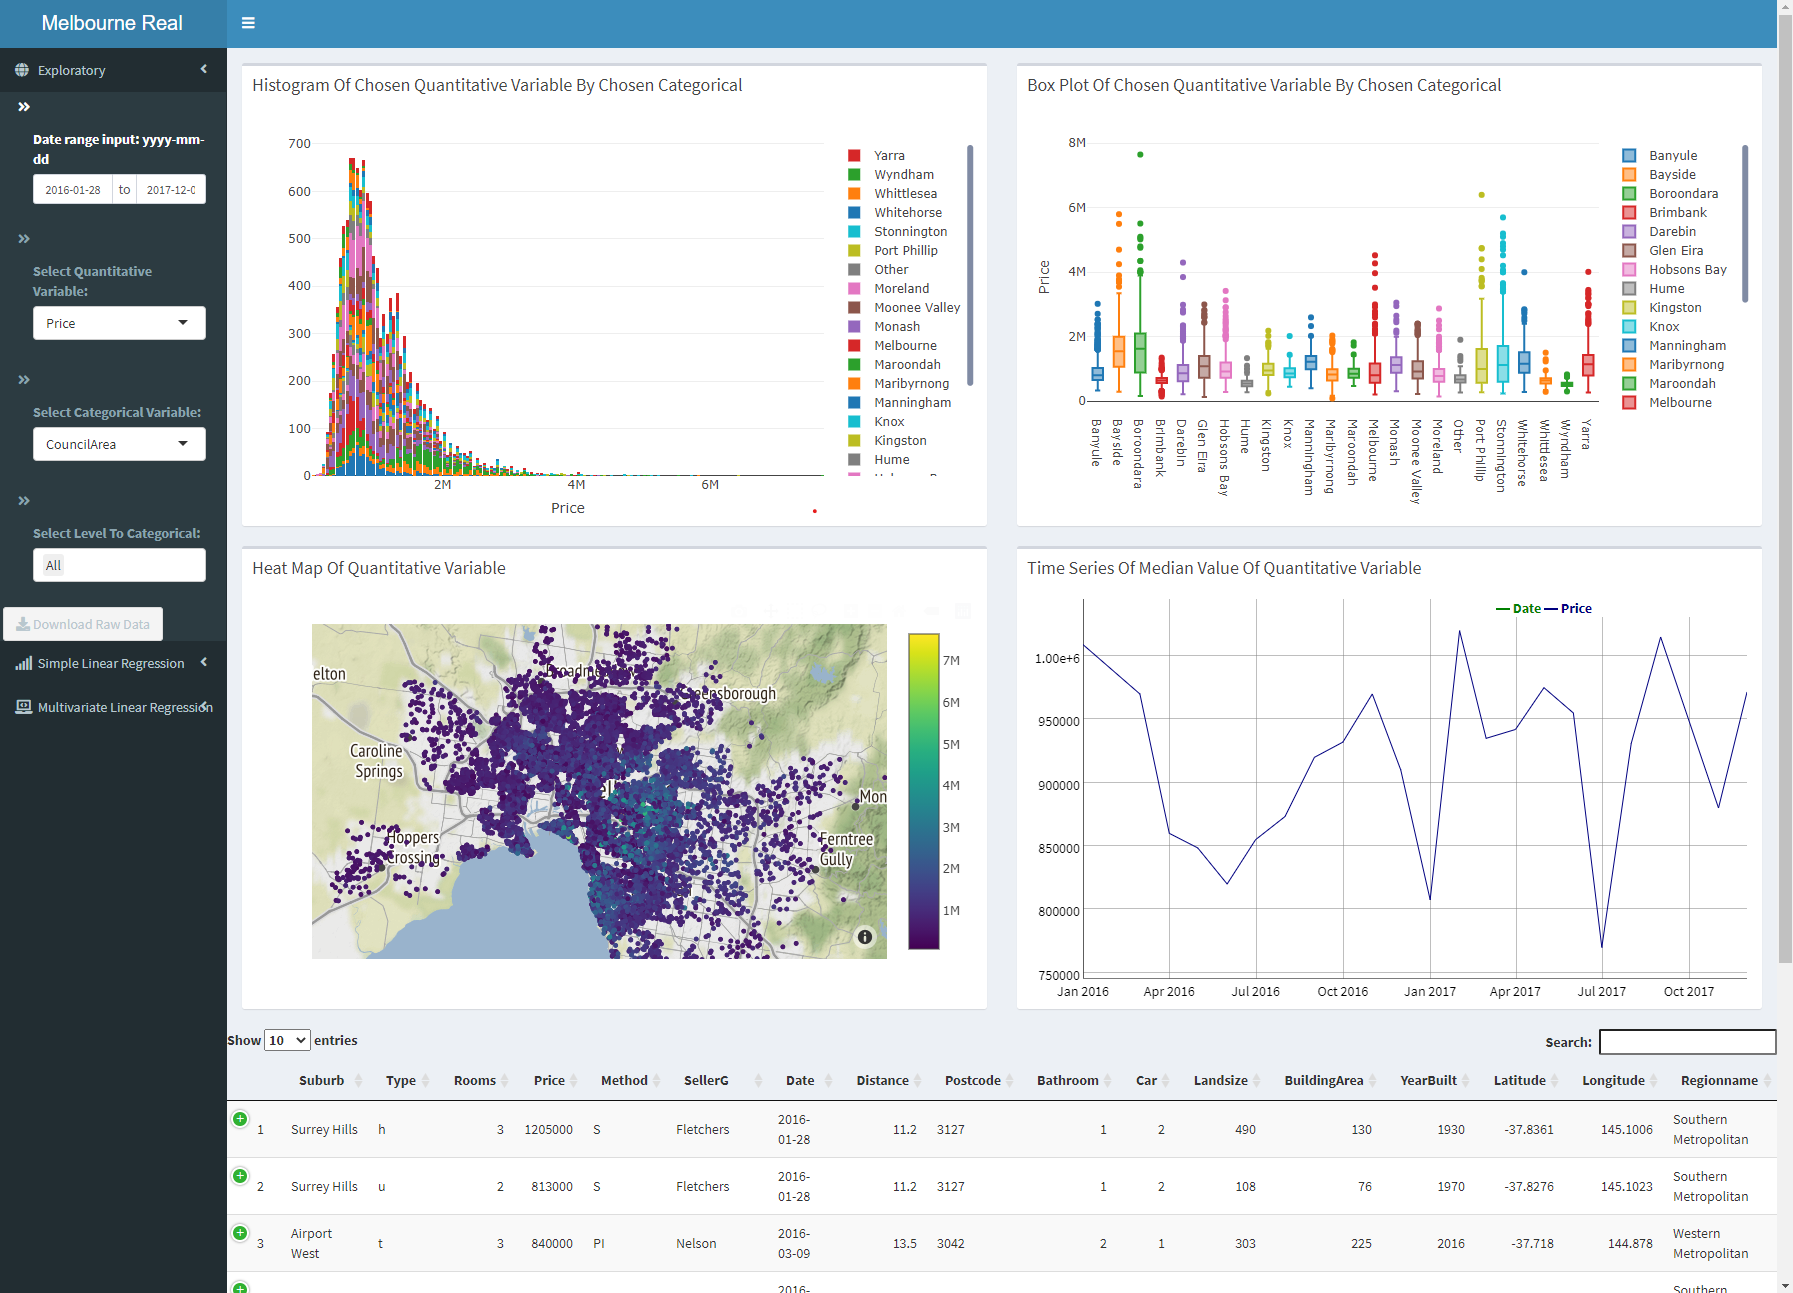 Melbourne Real
Exploratory
Date range input: yyyy-mm-
dd
2016-01-28 to 2017-12-0
Select Quantitative
Variable:
Price
Select Categorical Variable:
CouncilArea
Select Level To Categorical:
All
Download Raw Data
Simple Linear Regression
Multivariate Linear Regression
Histogram Of Chosen Quantitative Variable By Chosen Categorical
700
600
500
400
300
200
100
0
2M 4M 6M
Price
Yarra
Wyndham
Whittlesea
Whitehorse
Stonnington
Port Phillip
Other
Moreland
Moonee Valley
Monash
Melbourne
Maroondah
Maribyrnong
Manningham
Knox
Kingston
Hume
Box Plot Of Chosen Quantitative Variable By Chosen Categorical
8M
6M
4M
2M
0
Price
Banyule
Bayside
Boroondara
Brimbank
Darebin
Glen Eira
Hobsons Bay
Hume
Kingston
Knox
Manningham
Maribyrnong
Maroondah
Melbourne
Monash
Moonee Valley
Moreland
Other
Port Phillip
Stonnington
Whitehorse
Whittlesea
Wyndham
Yarra
Banyule
Bayside
Boroondara
Brimbank
Darebin
Glen Eira
Hobsons Bay
Hume
Kingston
Knox
Manningham
Maribyrnong
Maroondah
Melbourne
Heat Map Of Quantitative Variable
elton
Caroline
Springs
Hoppers
Crossing
Mon
Ferntree
Gully
7M
6M
5M
4M
3M
2M
1M
Time Series Of Median Value Of Quantitative Variable
Date Price
1.00e+6
950000
900000
850000
800000
750000
Jan 2016 Apr 2016 Jul 2016 Oct 2016 Jan 2017 Apr 2017 Jul 2017 Oct 2017
Show 10 entries
Search:
Suburb Type Rooms Price Method SellerG Date Distance Postcode Bathroom Car Landsize BuildingArea YearBuilt Latitude Longitude Regionname
1 Surrey Hills h 3 1205000 S Fletchers 2016-01-28 11.2 3127 1 2 490 130 1930 -37.8361 145.1006 Southern Metropolitan
2 Surrey Hills u 2 813000 S Fletchers 2016-01-28 11.2 3127 1 2 108 76 1970 -37.8276 145.1023 Southern Metropolitan
3 Airport West t 3 840000 PI Nelson 2016-03-09 13.5 3042 2 1 303 225 2016 -37.718 144.878 Western Metropolitan
2016- Southern